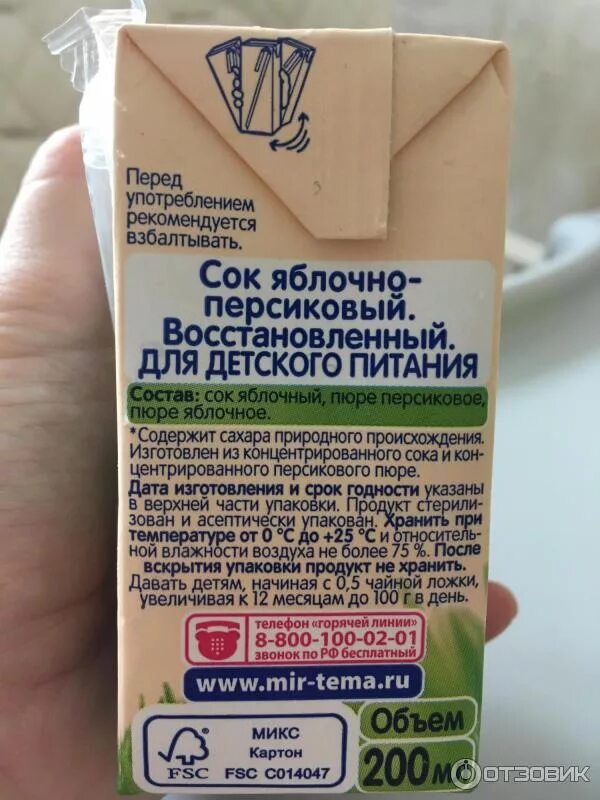 Перед
употреблением
рекомендуется
взбалтывать.
Сок яблочно-
персиковый.
Восстановленный.
ДЛЯ ДЕТСКОГО ПИТАНИЯ
Состав: сок яблочный, пюре персиковое,
пюре яблочное.
*Содержит сахара природного происхождения.
Изготовлен из концентрированного сока и кон-
центрированного персикового пюре.
Дата изготовления и срок годности указаны
в верхней части упаковки. Продукт стерили-
зован и асептически упакован. Хранить при
температуре от 0 °С до +25 °С и относитель-
ной влажности воздуха не более 75 %. После
вскрытия упаковки продукт не хранить.
Давать детям, начиная с 0,5 чайной ложки,
увеличивая к 12 месяцам до 100 г в день.
телефон «горячей линии»
8-800-100-02-01
звонок по РФ бесплатный
www.mir-tema.ru
FSC
МИКС
Картон
FSC C014047
Объем
200 м
ОТЗОВИК